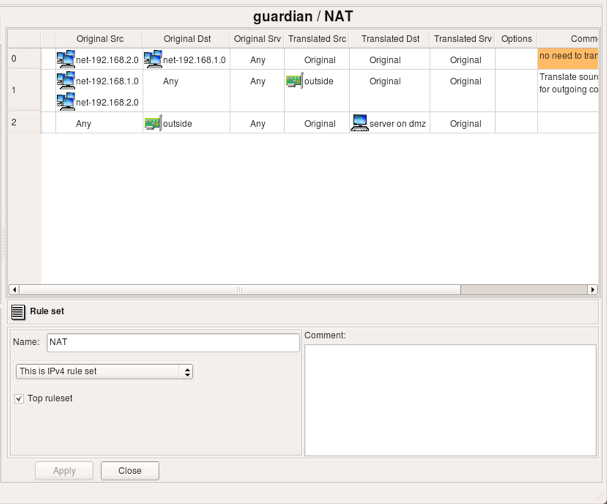 guardian / NAT
Original Src Original Dst Original Srv Translated Src Translated Dst Translated Srv Options Comm
0 net-192.168.2.0 net-192.168.1.0 Any Original Original Original no need to tran
1 net-192.168.1.0 Any Any outside Original Original Translate sourc
net-192.168.2.0 for outgoing co
2 Any outside Any Original server on dmz Original
Rule set
Name: NAT
Comment:
This is IPv4 rule set
Top ruleset
Apply Close